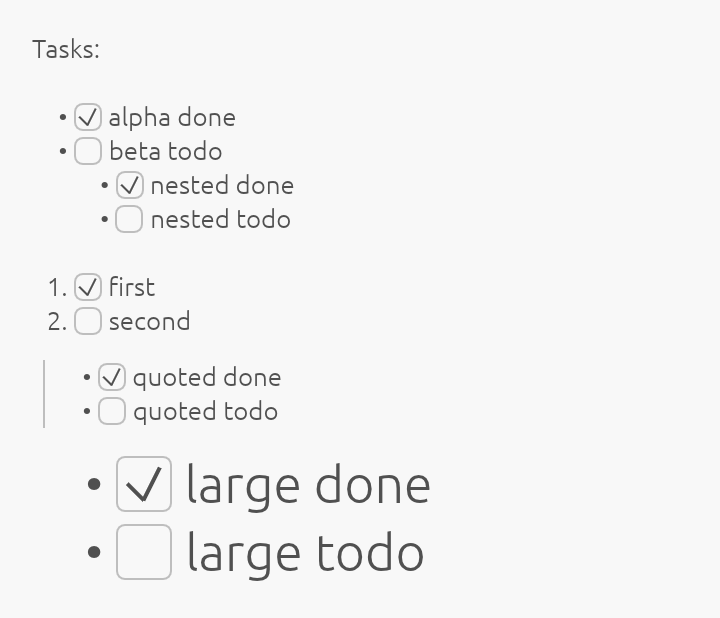 Tasks:
• ☑ alpha done
• ☐ beta todo
• ☑ nested done
• ☐ nested todo
1. ☑ first
2. ☐ second
• ☑ quoted done
• ☐ quoted todo
• ☑ large done
• ☐ large todo